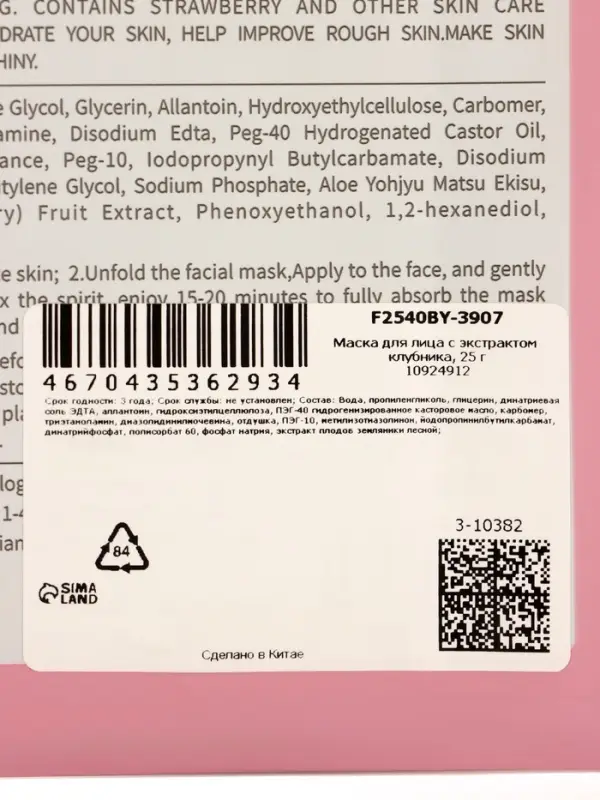 G. CONTAINS STRAWBERRY AND OTHER SKIN CARE
DRATE YOUR SKIN, HELP IMPROVE ROUGH SKIN.MAKE SKIN
HINY.
e Glycol, Glycerin, Allantoin, Hydroxyethylcellulose, Carbomer,
amine, Disodium Edta, Peg-40 Hydrogenated Castor Oil,
ance, Peg-10, Iodopropynyl Butylcarbamate, Disodium
utylene Glycol, Sodium Phosphate, Aloe Yohjyu Matsu Ekisu,
ry) Fruit Extract, Phenoxyethanol, 1,2-hexanediol,
e skin; 2.Unfold the facial mask,Apply to the face, and gently
x the spirit, enjoy 15-20 minutes to fully absorb the mask
nd
F2540BY-3907
Маска для лица с экстрактом
клубника, 25 г
10924912
4670435362934
Срок годности: 3 года; Срок службы: не установлен; Состав: Вода, пропиленгликоль, глицерин, динатриевая
соль ЭДТА, аллантоин, гидроксиэтилцеллюлоза, ПЭГ-40 гидрогенизированное касторовое масло, карбомер,
триэтаноламин, диазолидинилмочевина, отдушка, ПЭГ-10, метилизотиазолинон, йодопропинилбутилкарбамат,
динатрийфосфат, полисорбат 60, фосфат натрия, экстракт плодов земляники лесной;
84
3-10382
SIMA
LAND
Сделано в Китае